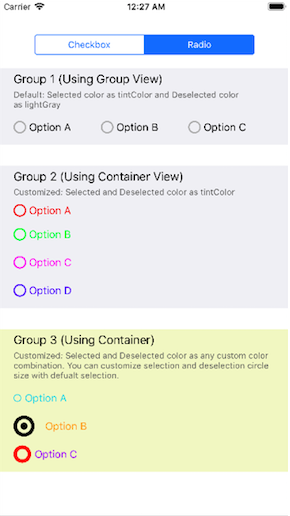 Carrier 12:27 AM
Checkbox Radio
Group 1 (Using Group View)
Default: Selected color as tintColor and Deselected color
as lightGray
Option A Option B Option C
Group 2 (Using Container View)
Customized: Selected and Deselected color as tintColor
Option A
Option B
Option C
Option D
Group 3 (Using Container)
Customized: Selected and Deselected color as any custom color
combination. You can customize selection and deselection circle
size with defualt selection.
Option A
Option B
Option C